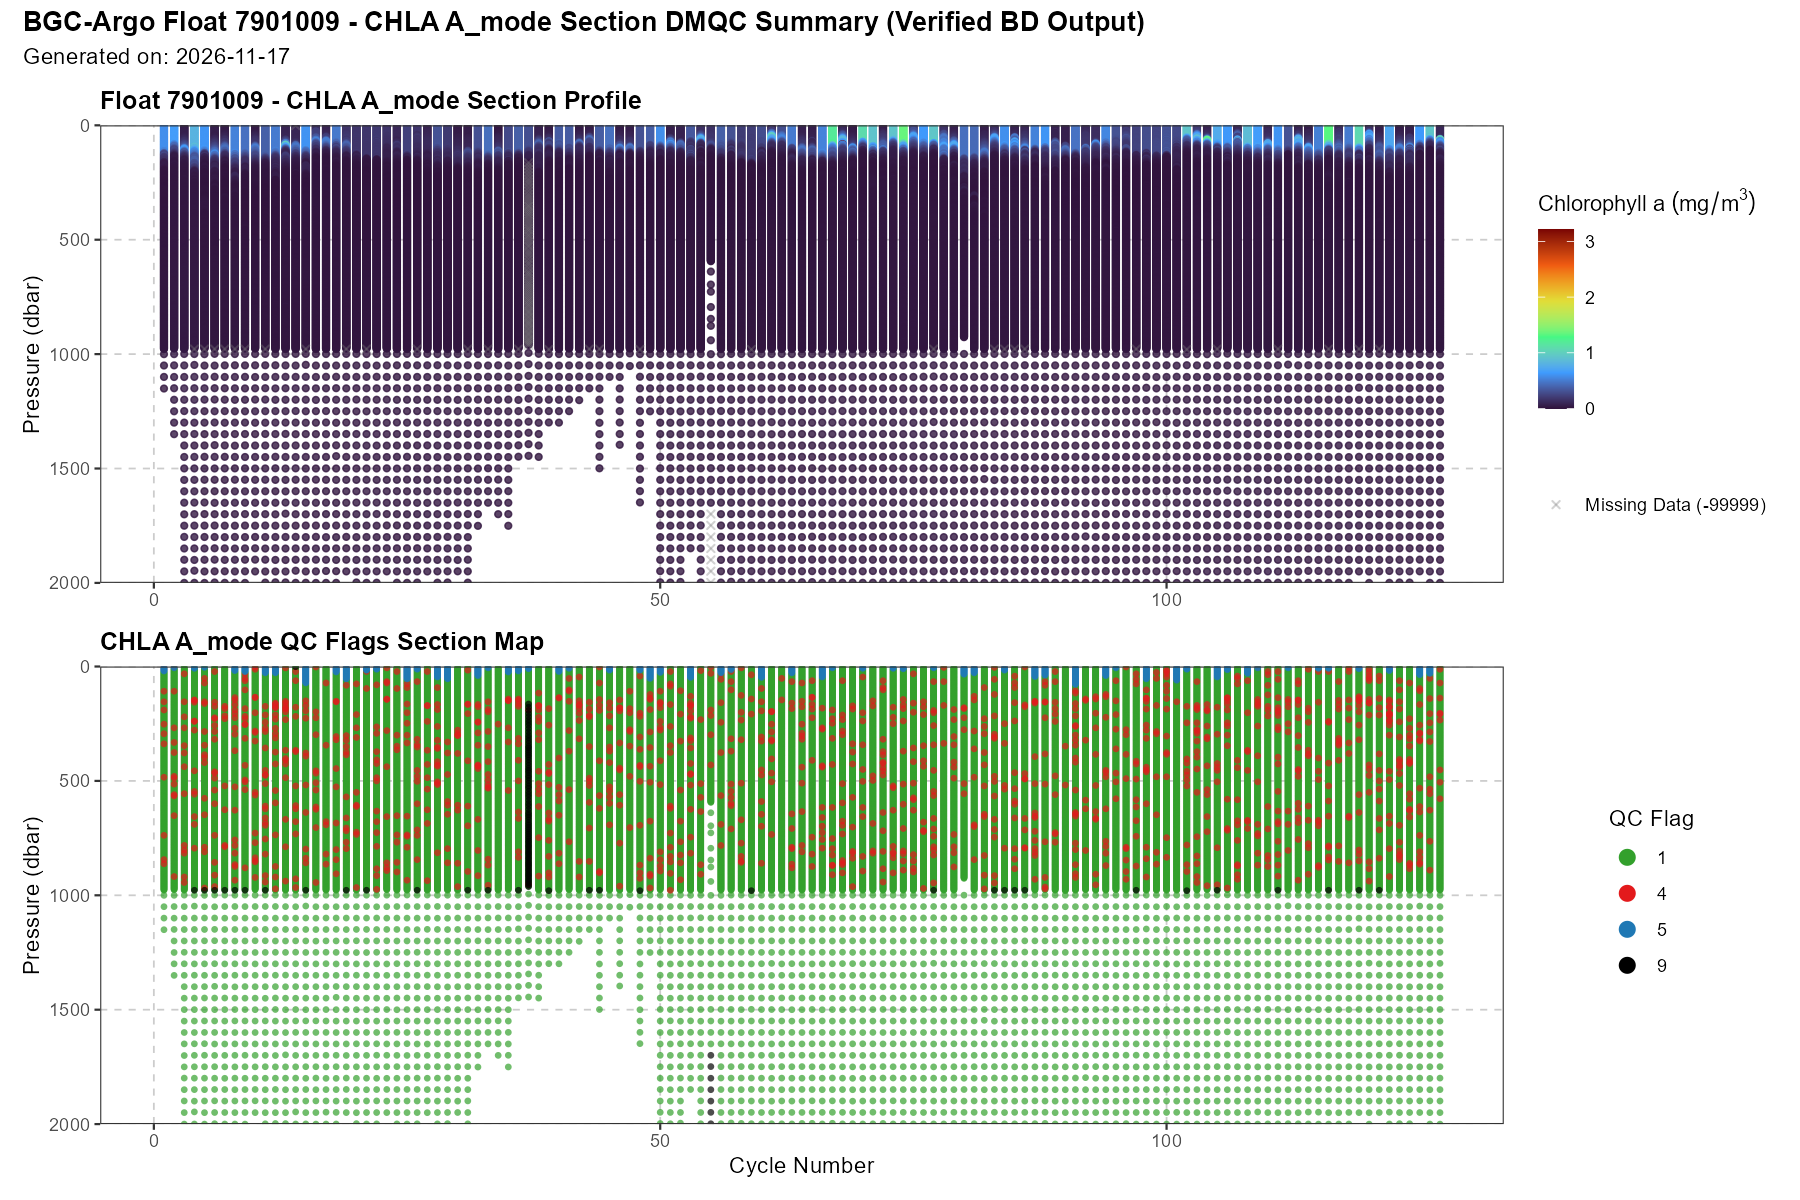 BGC-Argo Float 7901009 - CHLA A_mode Section DMQC Summary (Verified BD Output)
Generated on: 2026-11-17
Float 7901009 - CHLA A_mode Section Profile
Pressure (dbar)
0
500
1000
1500
2000
0
50
100
Chlorophyll a (mg/m³)
3
2
1
0
Missing Data (-99999)
CHLA A_mode QC Flags Section Map
Pressure (dbar)
0
500
1000
1500
2000
0
50
100
Cycle Number
QC Flag
1
4
5
9